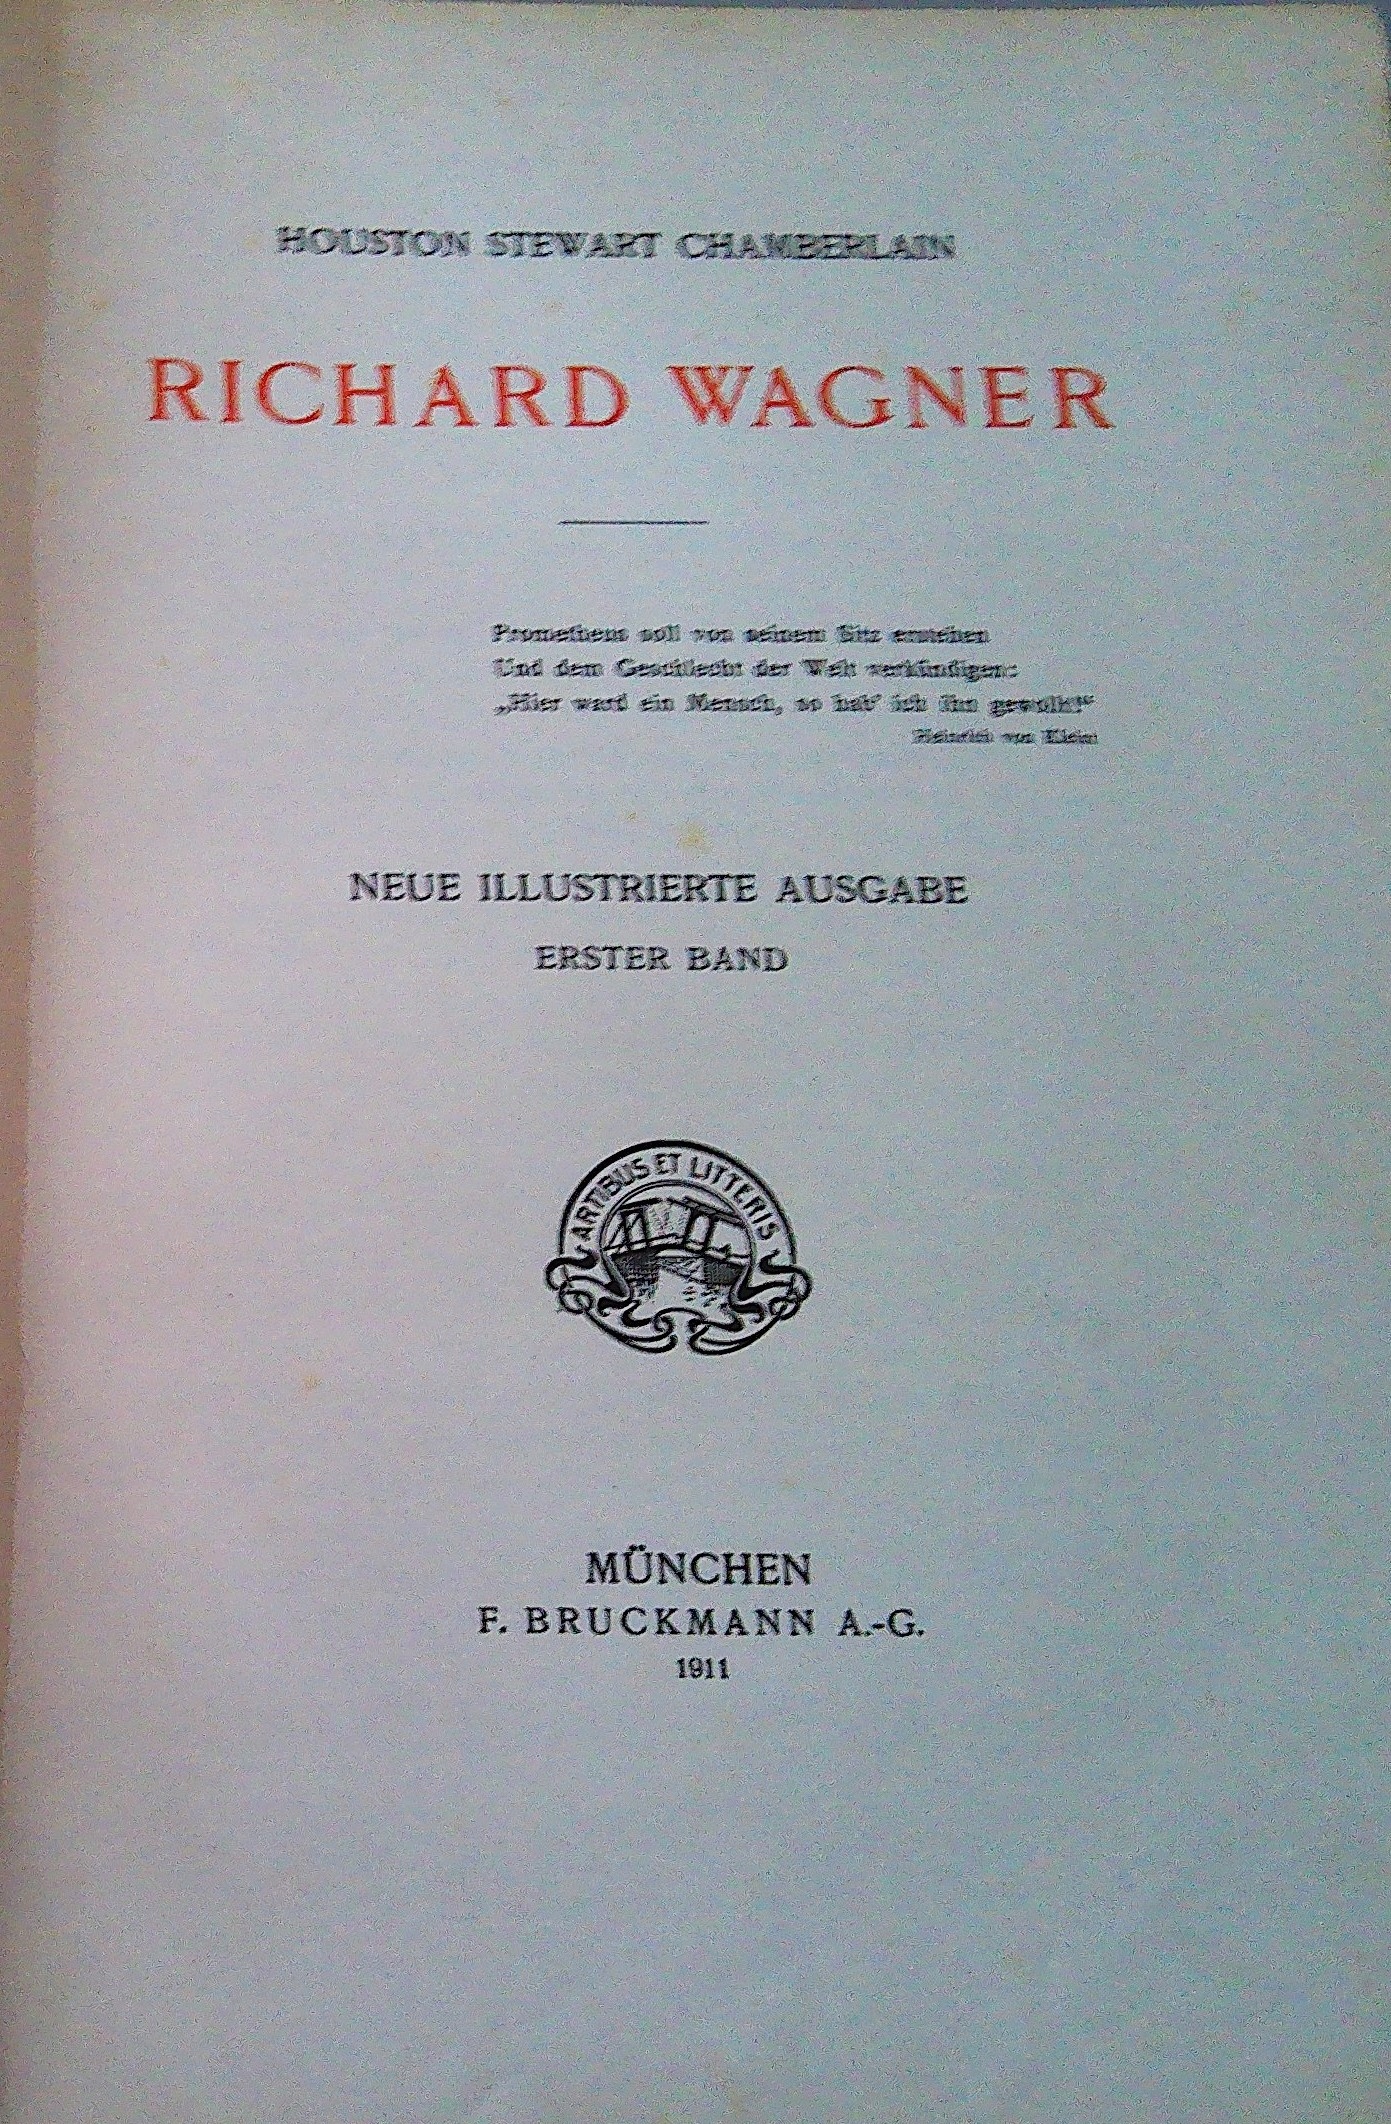 HOUSTON STEWART CHAMBERLAIN
RICHARD WAGNER
Prometheus soll von seinem Sitz erstehen
Und dem Geschlecht der Welt verkündigen:
„Hier ward ein Mensch, so hab' ich ihn gewollt!“
Heinrich von Kleist
NEUE ILLUSTRIERTE AUSGABE
ERSTER BAND
ARTIBUS ET LITTERIS
MÜNCHEN
F. BRUCKMANN A.-G.
1911